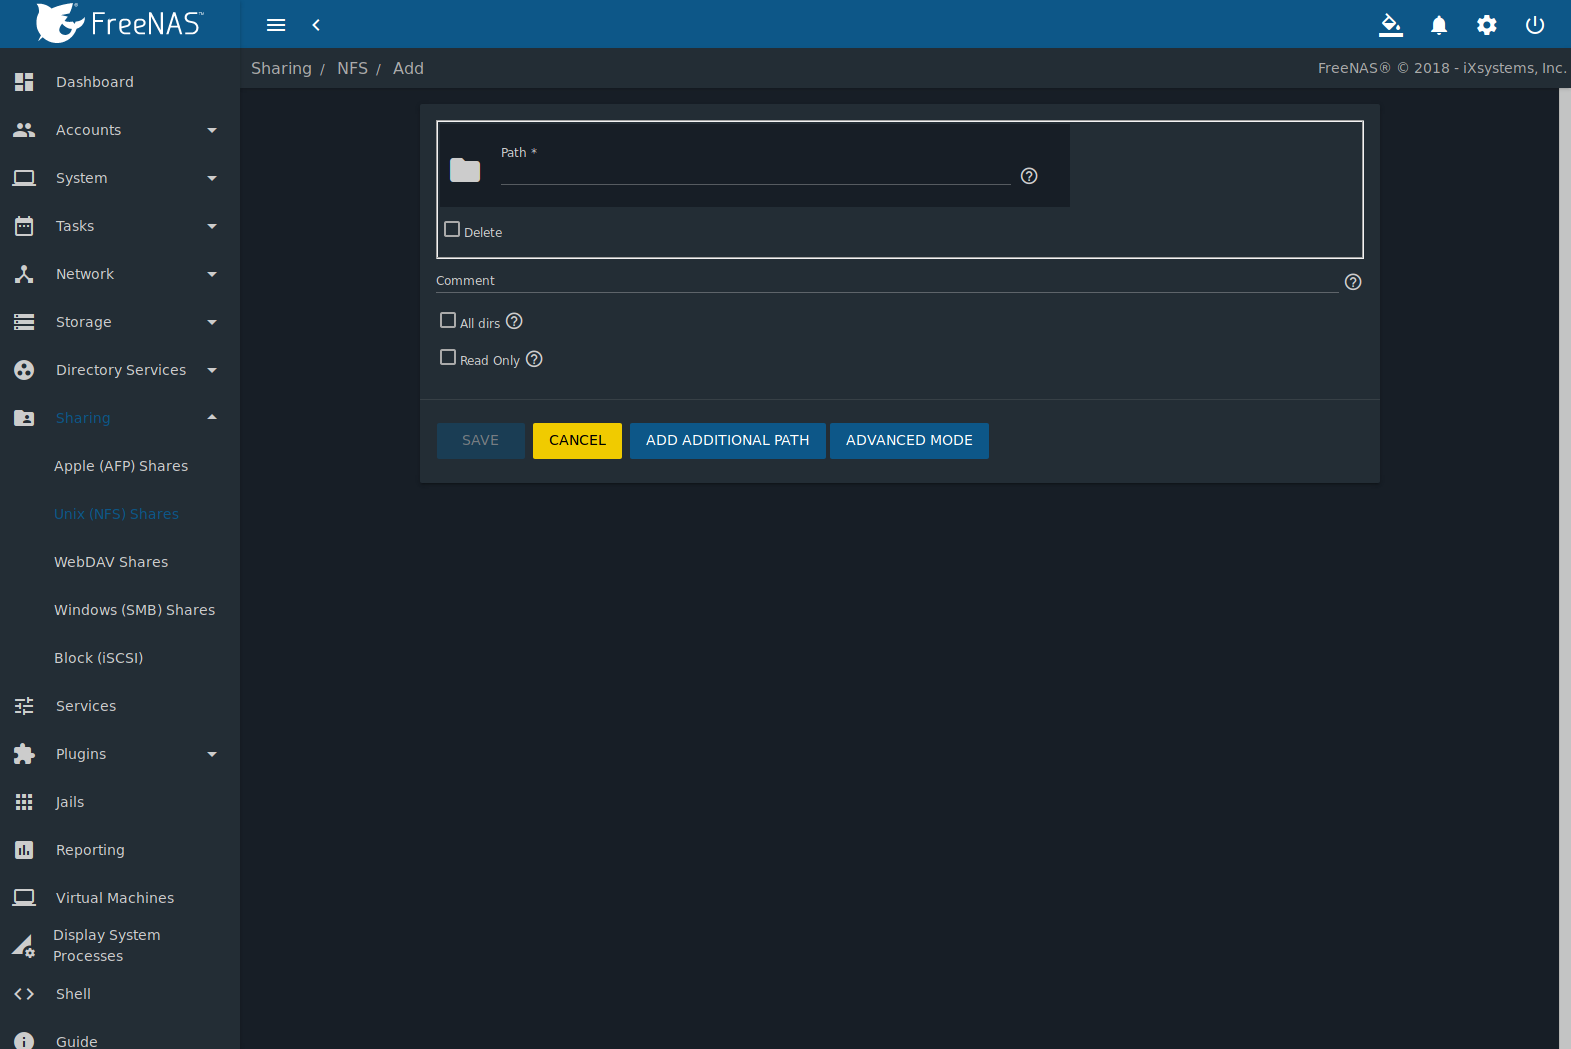 FreeNAS™
Sharing / NFS / Add
FreeNAS® © 2018 - iXsystems, Inc.
Dashboard
Accounts
System
Tasks
Network
Storage
Directory Services
Sharing
Apple (AFP) Shares
Unix (NFS) Shares
WebDAV Shares
Windows (SMB) Shares
Block (iSCSI)
Services
Plugins
Jails
Reporting
Virtual Machines
Display System
Processes
Shell
Guide
Path *
Delete
Comment
All dirs
Read Only
SAVE CANCEL ADD ADDITIONAL PATH ADVANCED MODE